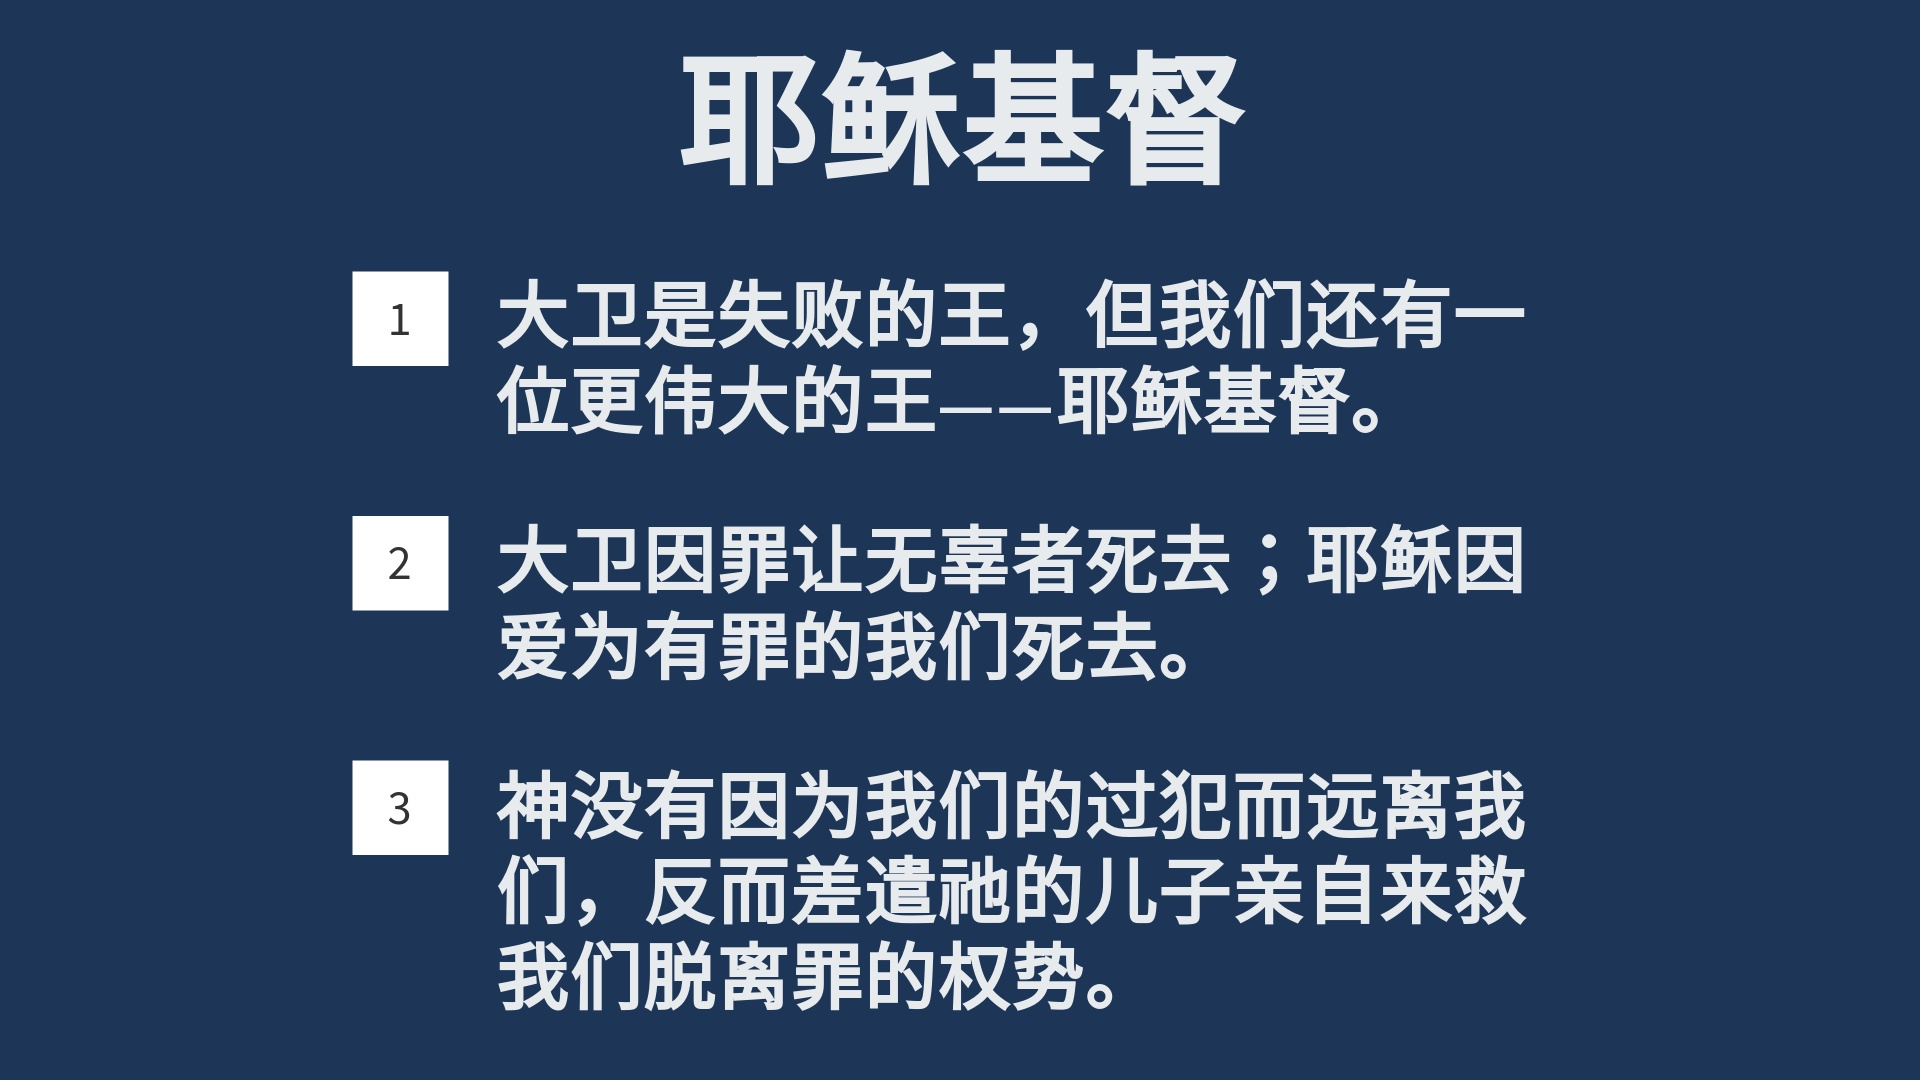 耶稣基督
1
大卫是失败的王，但我们还有一
位更伟大的王——耶稣基督。
2
大卫因罪让无辜者死去；耶稣因
爱为有罪的我们死去。
3
神没有因为我们的过犯而远离我
们，反而差遣祂的儿子亲自来救
我们脱离罪的权势。